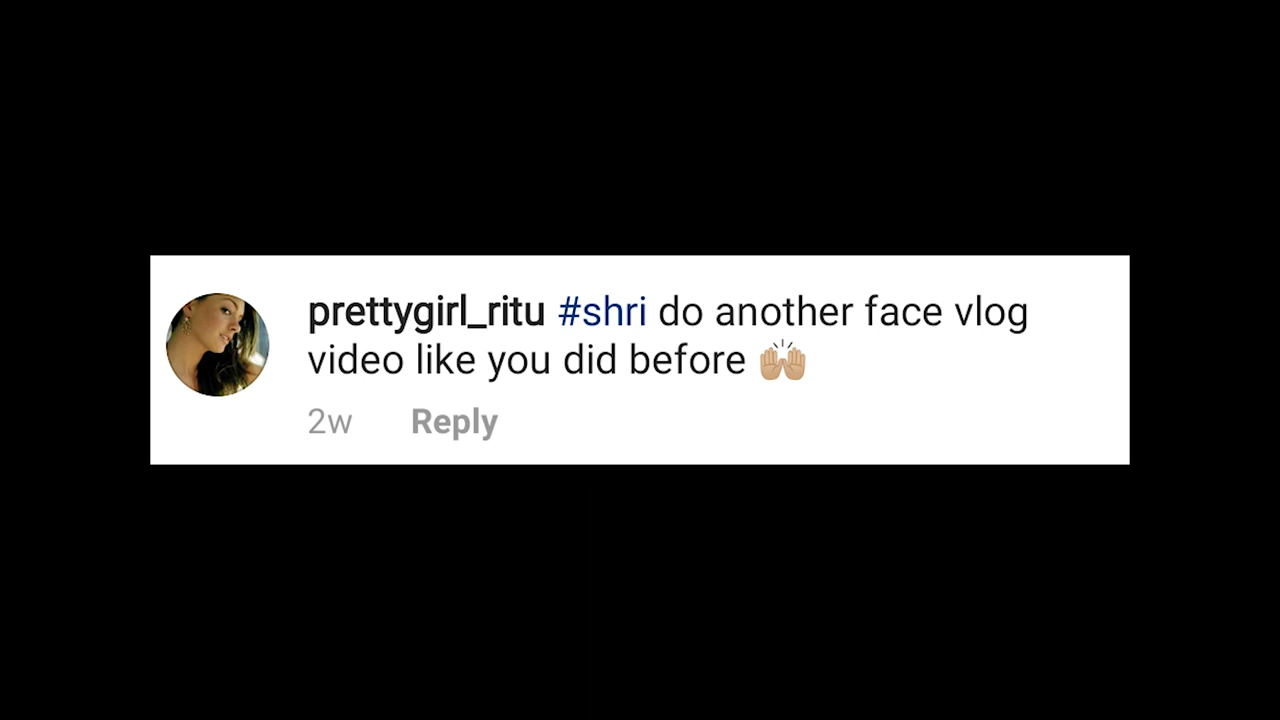 prettygirl_ritu #shri do another face vlog
video like you did before 🙌🏼
2w Reply